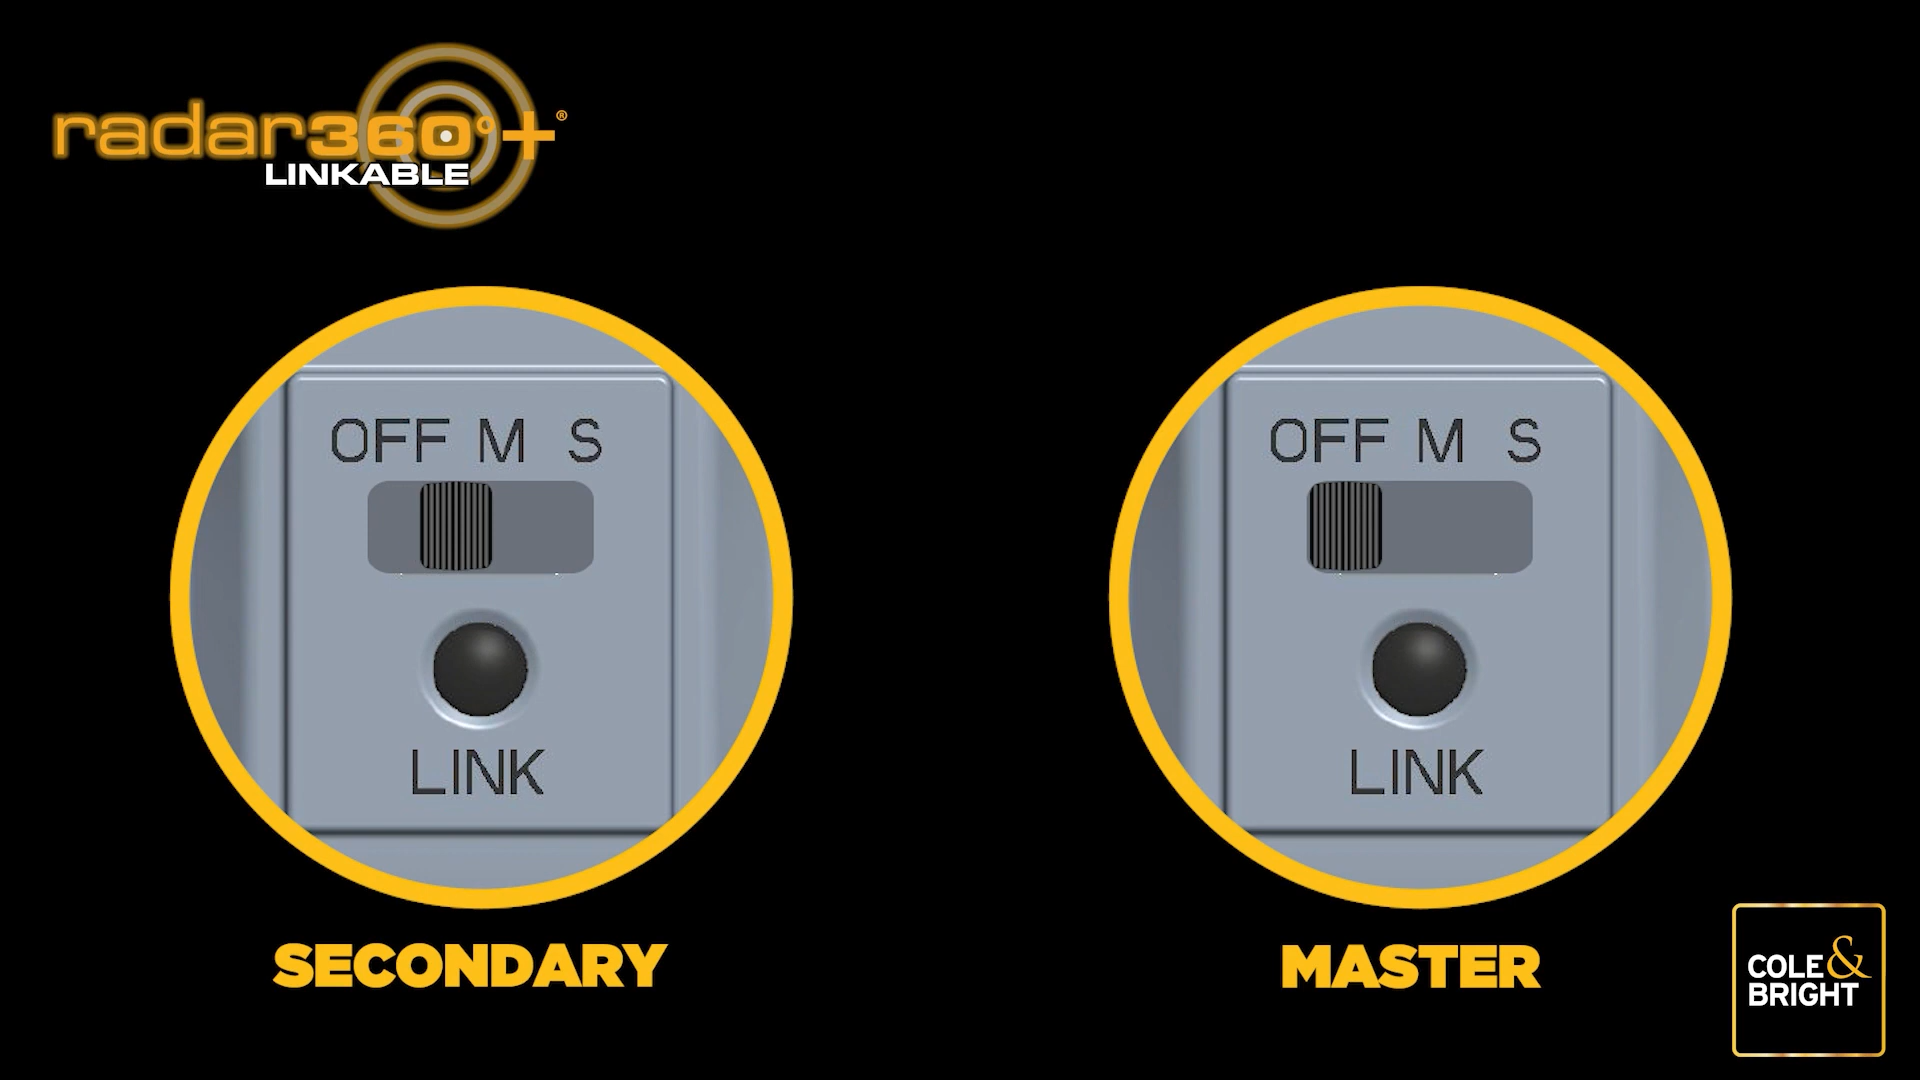 radar360°+®
LINKABLE
OFF M S
LINK
SECONDARY
OFF M S
LINK
MASTER
COLE &
BRIGHT